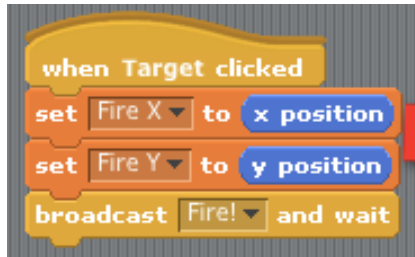 when Target clicked
set Fire X to x position
set Fire Y to y position
broadcast Fire! and wait